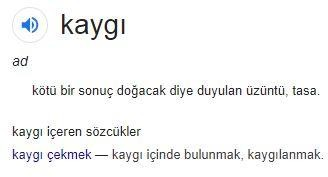 kaygı
ad
kötü bir sonuç doğacak diye duyulan üzüntü, tasa.
kaygı içeren sözcükler
kaygı çekmek — kaygı içinde bulunmak, kaygılanmak.